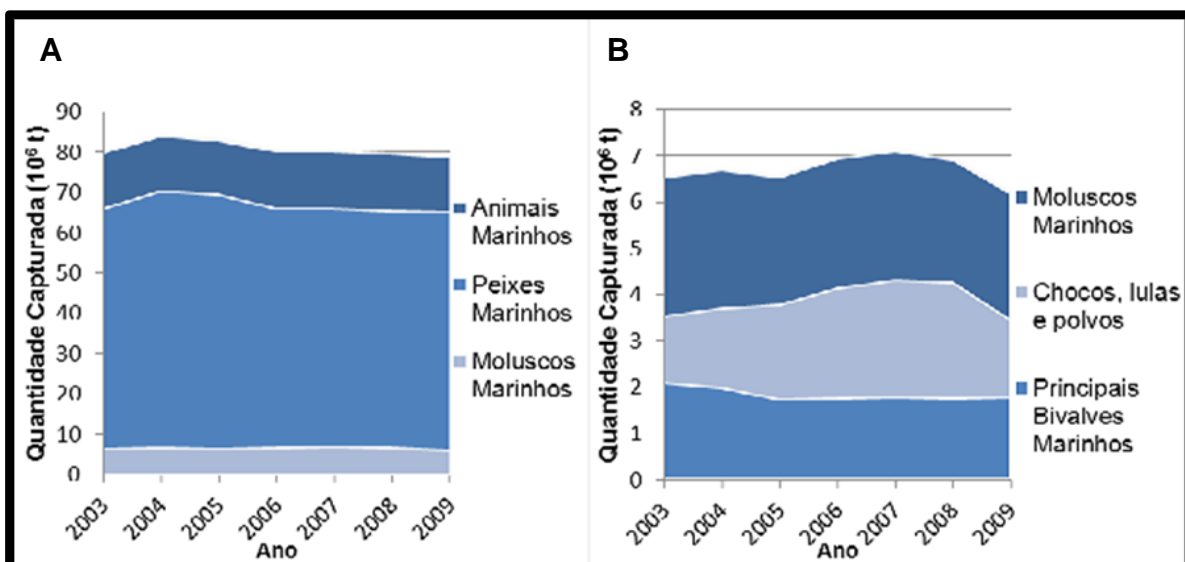 A
Quantidade Capturada (10⁶ t)
90
80
70
60
50
40
30
20
10
0
2003
2004
2005
2006
2007
2008
2009
Ano
Animais
Marinhos
Peixes
Marinhos
Moluscos
Marinhos
B
Quantidade Capturada (10⁶ t)
8
7
6
5
4
3
2
1
0
2003
2004
2005
2006
2007
2008
2009
Ano
Moluscos
Marinhos
Chocos, lulas
e polvos
Principais
Bivalves
Marinhos